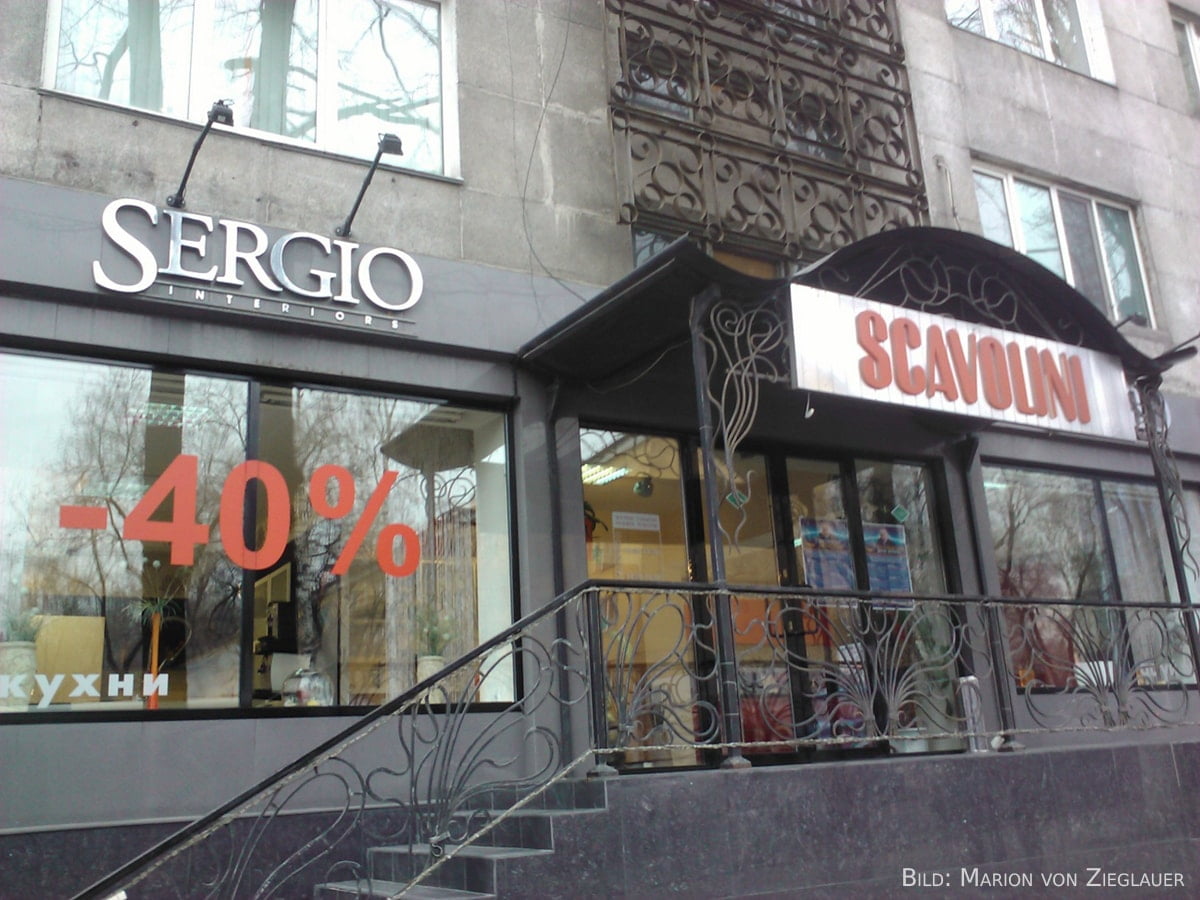 SERGIO
INTERIORS
SCAVOLINI
-40%
кухни
Bild: Marion von Zieglauer